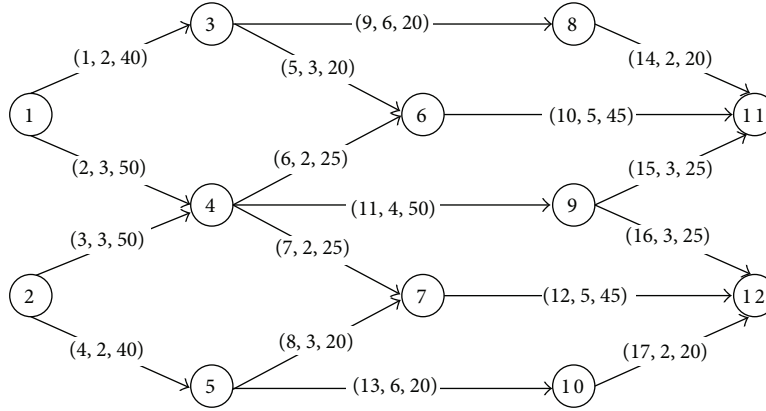 3
(9, 6, 20)
8
(1, 2, 40)
(5, 3, 20)
(14, 2, 20)
1
6
(10, 5, 45)
11
(2, 3, 50)
(6, 2, 25)
(15, 3, 25)
4
(11, 4, 50)
9
(3, 3, 50)
(7, 2, 25)
(16, 3, 25)
2
7
(12, 5, 45)
12
(4, 2, 40)
(8, 3, 20)
(17, 2, 20)
5
(13, 6, 20)
10